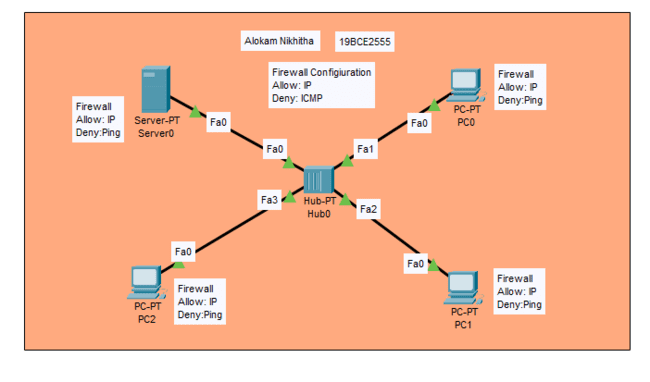 Alokam Nikhitha
19BCE2555
Firewall Configiuration
Allow: IP
Deny: ICMP
Firewall
Allow: IP
Deny:Ping
Server-PT
Server0
Fa0
Firewall
Allow: IP
Deny:Ping
PC-PT
PC0
Fa0
Fa0
Fa1
Hub-PT
Hub0
Fa3
Fa2
Fa0
PC-PT
PC2
Firewall
Allow: IP
Deny:Ping
Fa0
PC-PT
PC1
Firewall
Allow: IP
Deny:Ping